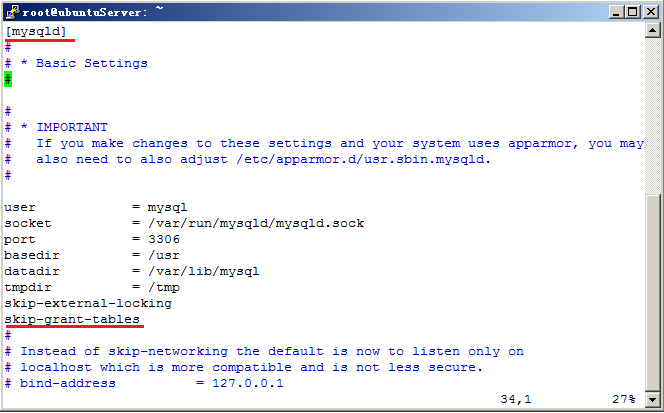 root@ubuntuServer: ~
[mysqld]
#
# * Basic Settings
#
#
# * IMPORTANT
#   If you make changes to these settings and your system uses apparmor, you may
#   also need to also adjust /etc/apparmor.d/usr.sbin.mysqld.
#
user            = mysql
socket          = /var/run/mysqld/mysqld.sock
port            = 3306
basedir         = /usr
datadir         = /var/lib/mysql
tmpdir          = /tmp
skip-external-locking
skip-grant-tables
#
# Instead of skip-networking the default is now to listen only on
# localhost which is more compatible and is not less secure.
# bind-address          = 127.0.0.1
34,1          27%